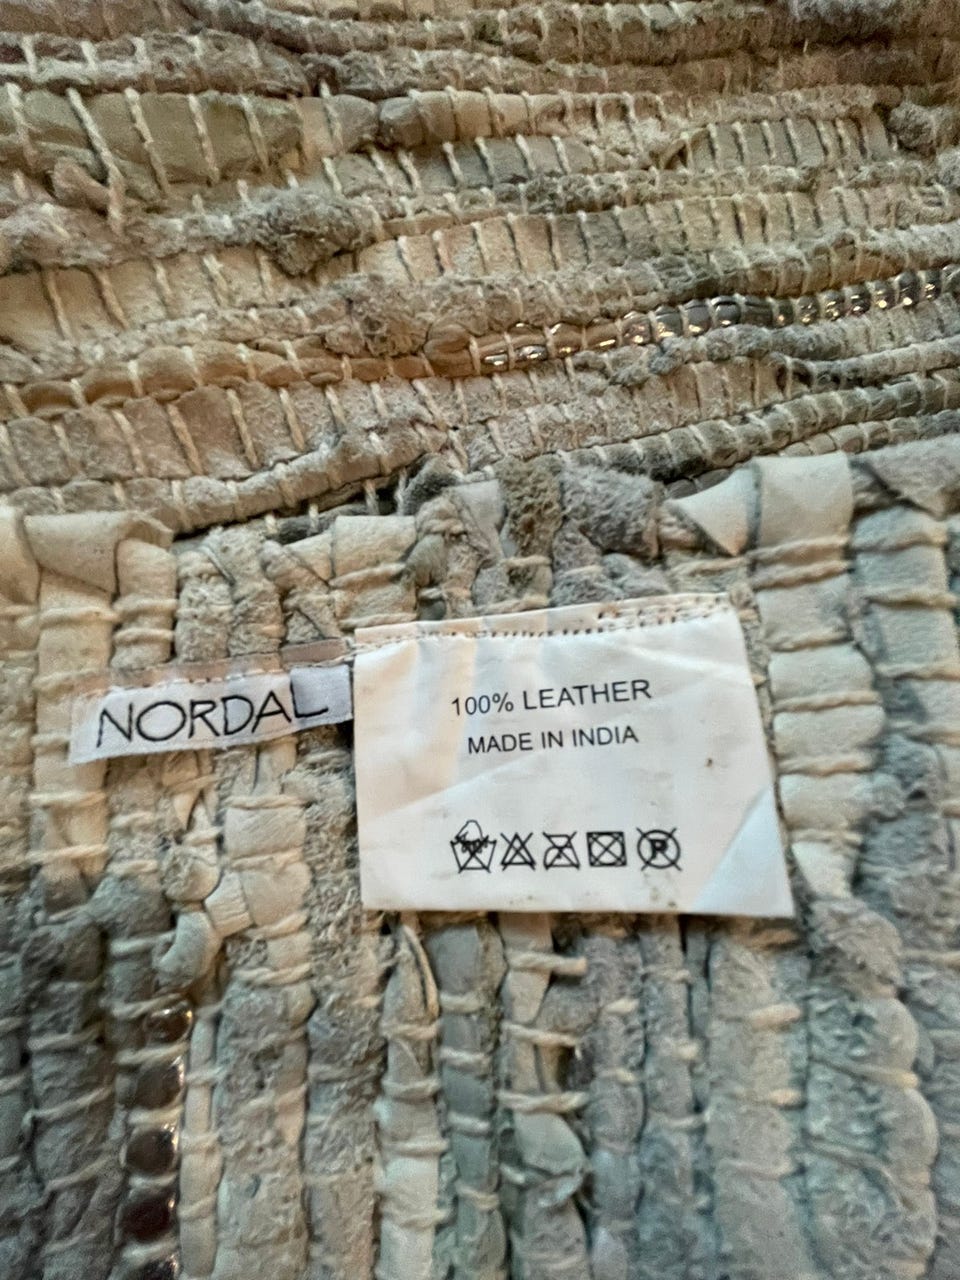 NORDAL
100% LEATHER
MADE IN INDIA
P